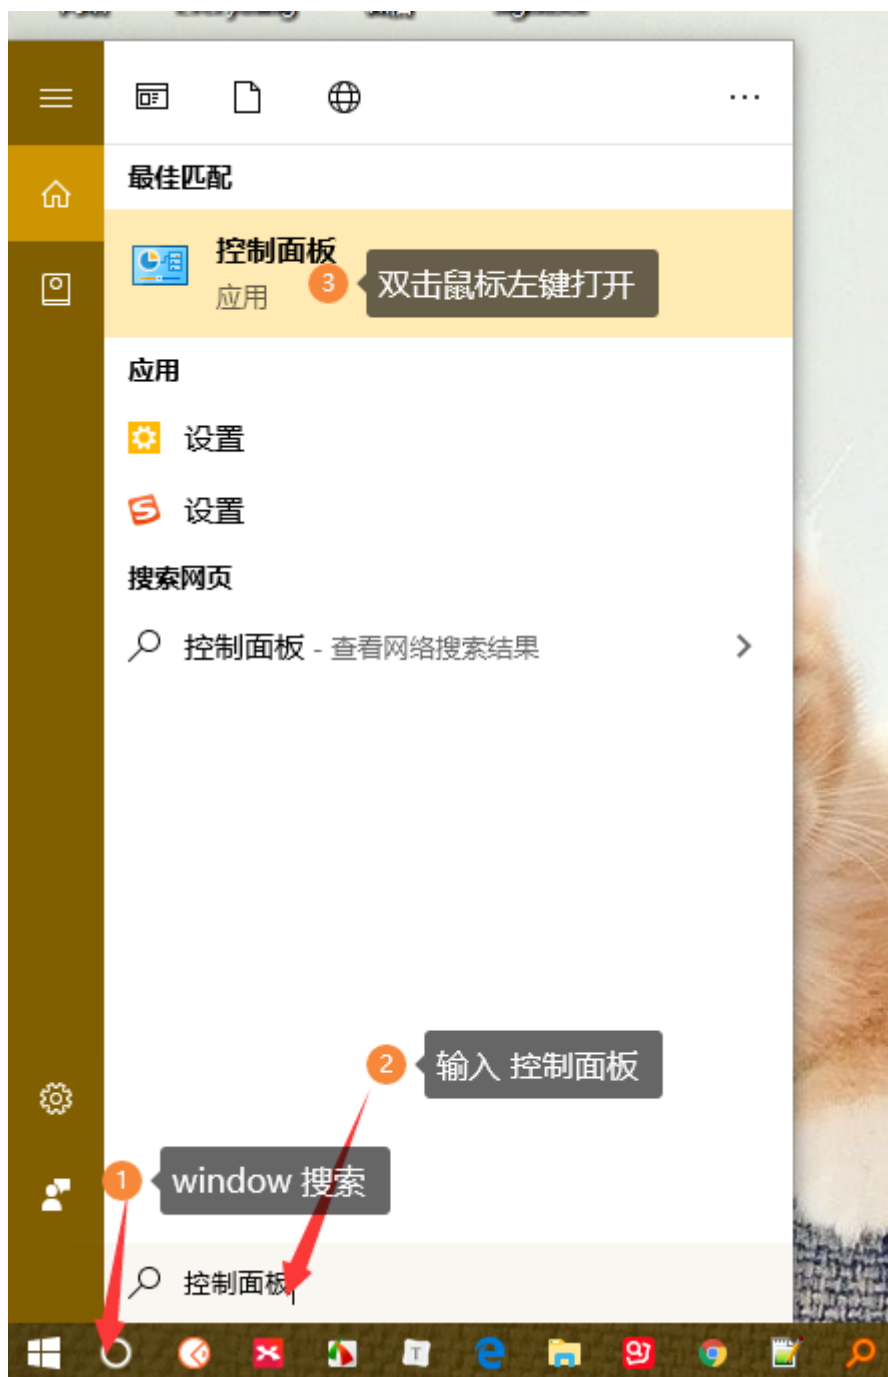 最佳匹配
控制面板
应用
3 双击鼠标左键打开
应用
设置
设置
搜索网页
控制面板 - 查看网络搜索结果
2 输入 控制面板
1 window 搜索
控制面板